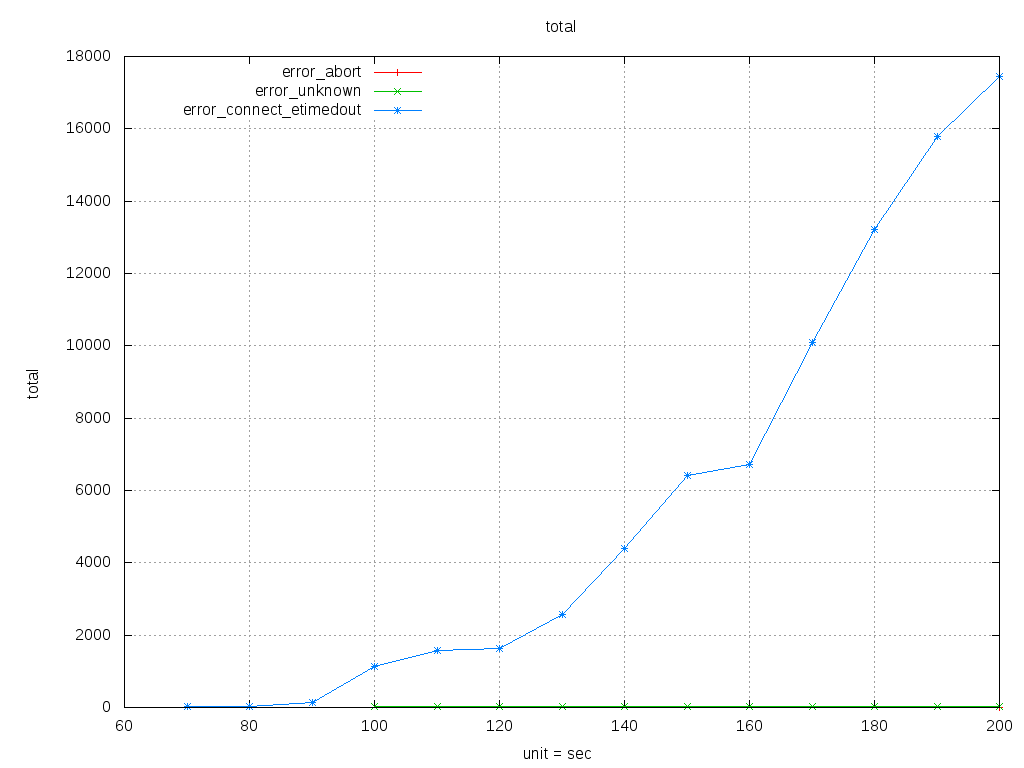 total
18000
16000
14000
12000
10000
8000
6000
4000
2000
0
total
error_abort
error_unknown
error_connect_etimedout
60 80 100 120 140 160 180 200
unit = sec